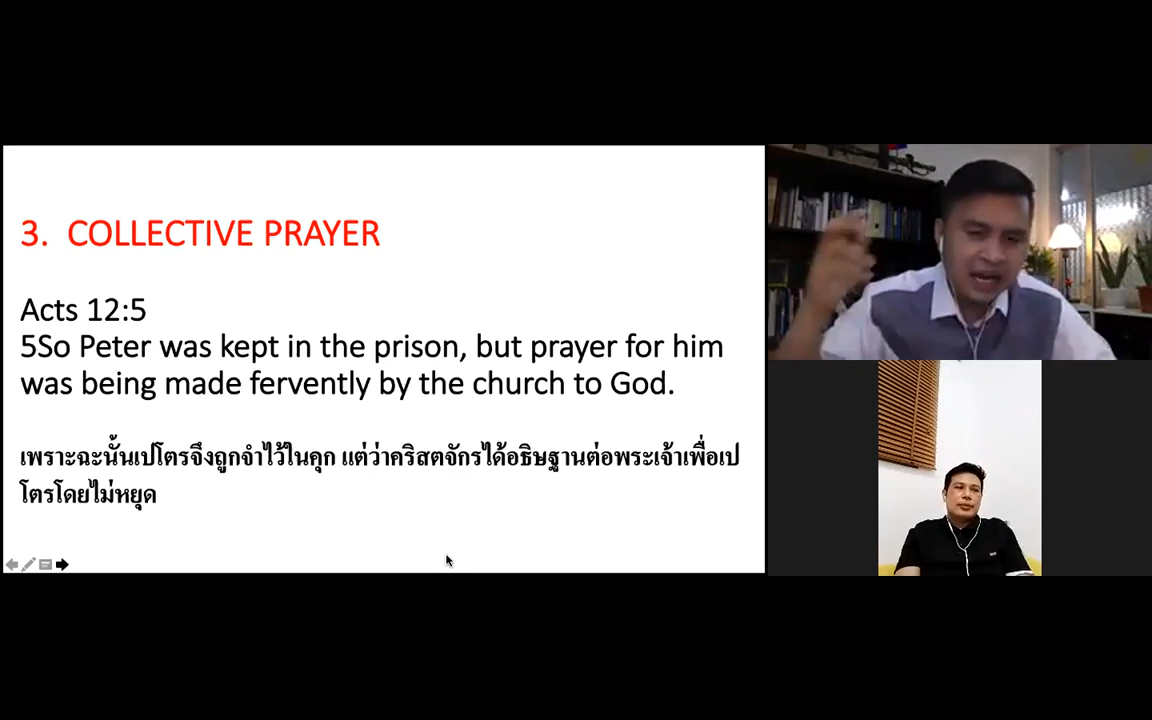 3. COLLECTIVE PRAYER
Acts 12:5
5So Peter was kept in the prison, but prayer for him
was being made fervently by the church to God.
เพราะฉะนั้นเปโตรจึงถูกจำไว้ในคุก แต่ว่าคริสตจักรได้อธิษฐานต่อพระเจ้าเพื่อเป
โตรโดยไม่หยุด